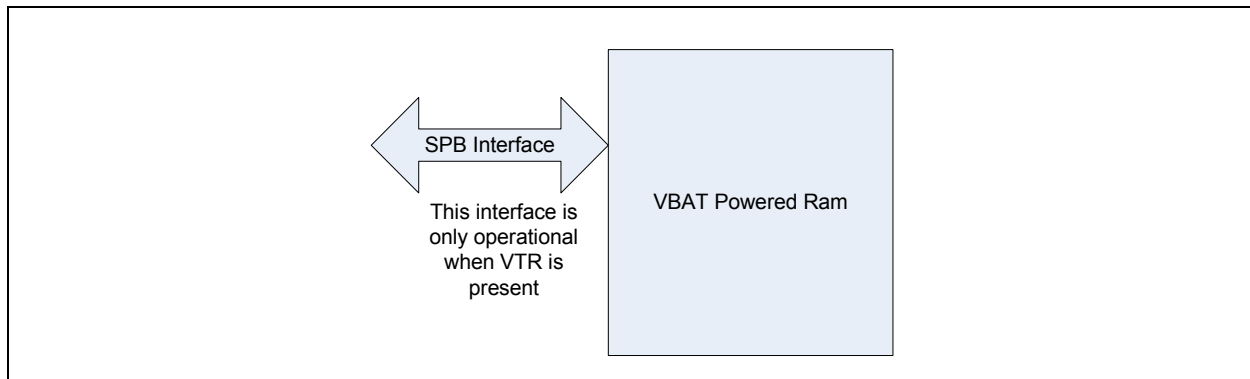 SPB Interface
This interface is
only operational
when VTR is
present
VBAT Powered Ram